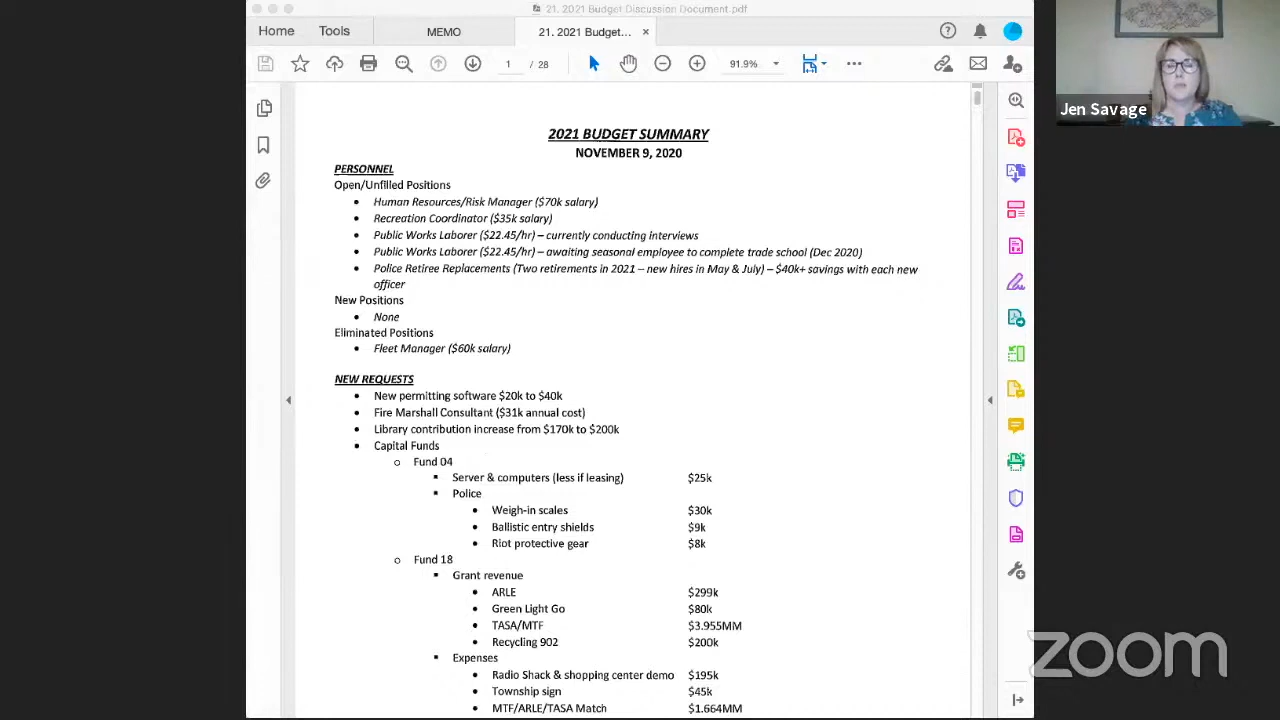 21. 2021 Budget Discussion Document.pdf
Home
Tools
MEMO
21. 2021 Budget...
×
1 / 28
91.9%
2021 BUDGET SUMMARY
NOVEMBER 9, 2020
PERSONNEL
Open/Unfilled Positions
• Human Resources/Risk Manager ($70k salary)
• Recreation Coordinator ($35k salary)
• Public Works Laborer ($22.45/hr) – currently conducting interviews
• Public Works Laborer ($22.45/hr) – awaiting seasonal employee to complete trade school (Dec 2020)
• Police Retiree Replacements (Two retirements in 2021 – new hires in May & July) – $40k+ savings with each new
officer
New Positions
• None
Eliminated Positions
• Fleet Manager ($60k salary)
NEW REQUESTS
• New permitting software $20k to $40k
• Fire Marshall Consultant ($31k annual cost)
• Library contribution increase from $170k to $200k
• Capital Funds
o Fund 04
▪ Server & computers (less if leasing) $25k
▪ Police
• Weigh-in scales $30k
• Ballistic entry shields $9k
• Riot protective gear $8k
o Fund 18
▪ Grant revenue
• ARLE $299k
• Green Light Go $80k
• TASA/MTF $3.955MM
• Recycling 902 $200k
▪ Expenses
• Radio Shack & shopping center demo $195k
• Township sign $45k
• MTF/ARLE/TASA Match $1.664MM
Jen Savage
zoom